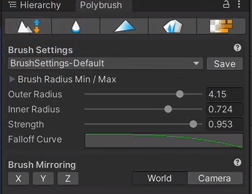 Hierarchy Polybrush
Brush Settings
BrushSettings-Default Save
Brush Radius Min / Max
Outer Radius 4.15
Inner Radius 0.724
Strength 0.953
Falloff Curve
Brush Mirroring
X Y Z World Camera